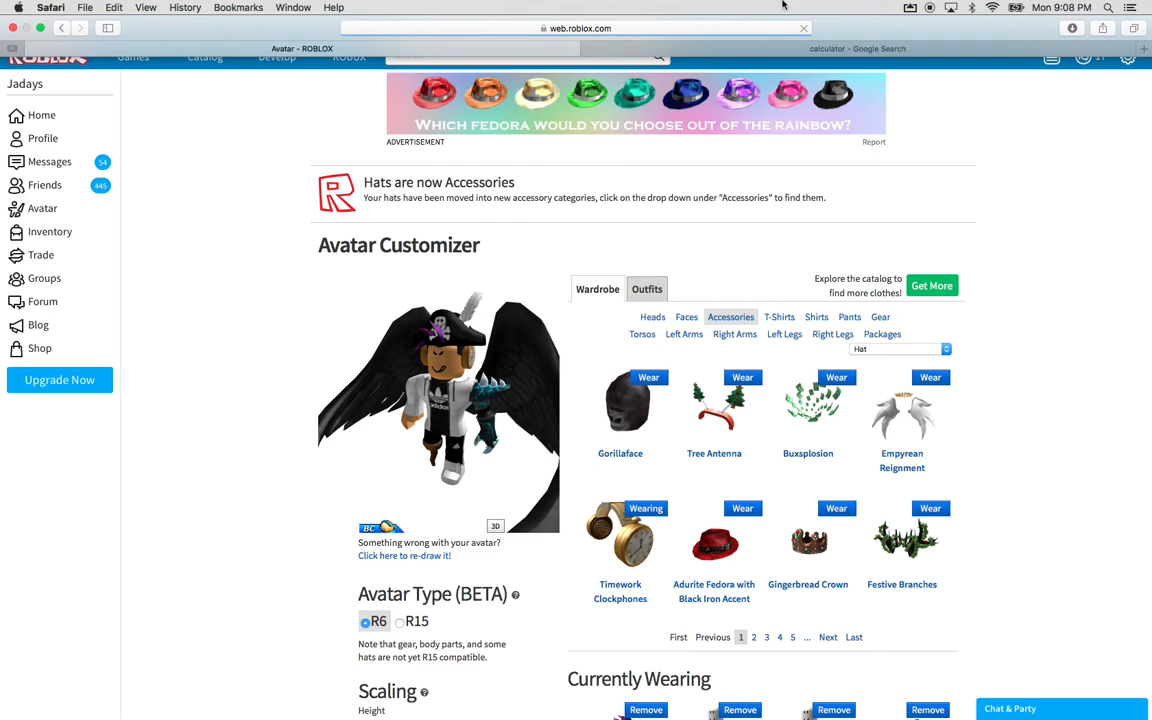 Safari File Edit View History Bookmarks Window Help
Mon 9:08 PM
web.roblox.com
Avatar - ROBLOX
calculator - Google Search
ROBLOX Games Catalog Develop ROBLOX
Jadays
Home
Profile
Messages 54
Friends 445
Avatar
Inventory
Trade
Groups
Forum
Blog
Shop
Upgrade Now
WHICH FEDORA WOULD YOU CHOOSE OUT OF THE RAINBOW?
ADVERTISEMENT
Report
Hats are now Accessories
Your hats have been moved into new accessory categories, click on the drop down under "Accessories" to find them.
Avatar Customizer
adidas
BC
3D
Something wrong with your avatar?
Click here to re-draw it!
Avatar Type (BETA) ?
R6 R15
Note that gear, body parts, and some
hats are not yet R15 compatible.
Scaling ?
Height
Wardrobe Outfits
Explore the catalog to
find more clothes!
Get More
Heads Faces Accessories T-Shirts Shirts Pants Gear
Torsos Left Arms Right Arms Left Legs Right Legs Packages
Hat
Wear Wear Wear Wear
Gorillaface Tree Antenna Buxsplosion Empyrean
Reignment
Wearing Wear Wear Wear
Timework Adurite Fedora with Gingerbread Crown Festive Branches
Clockphones Black Iron Accent
First Previous 1 2 3 4 5 ... Next Last
Currently Wearing
Remove Remove Remove Remove
Chat & Party